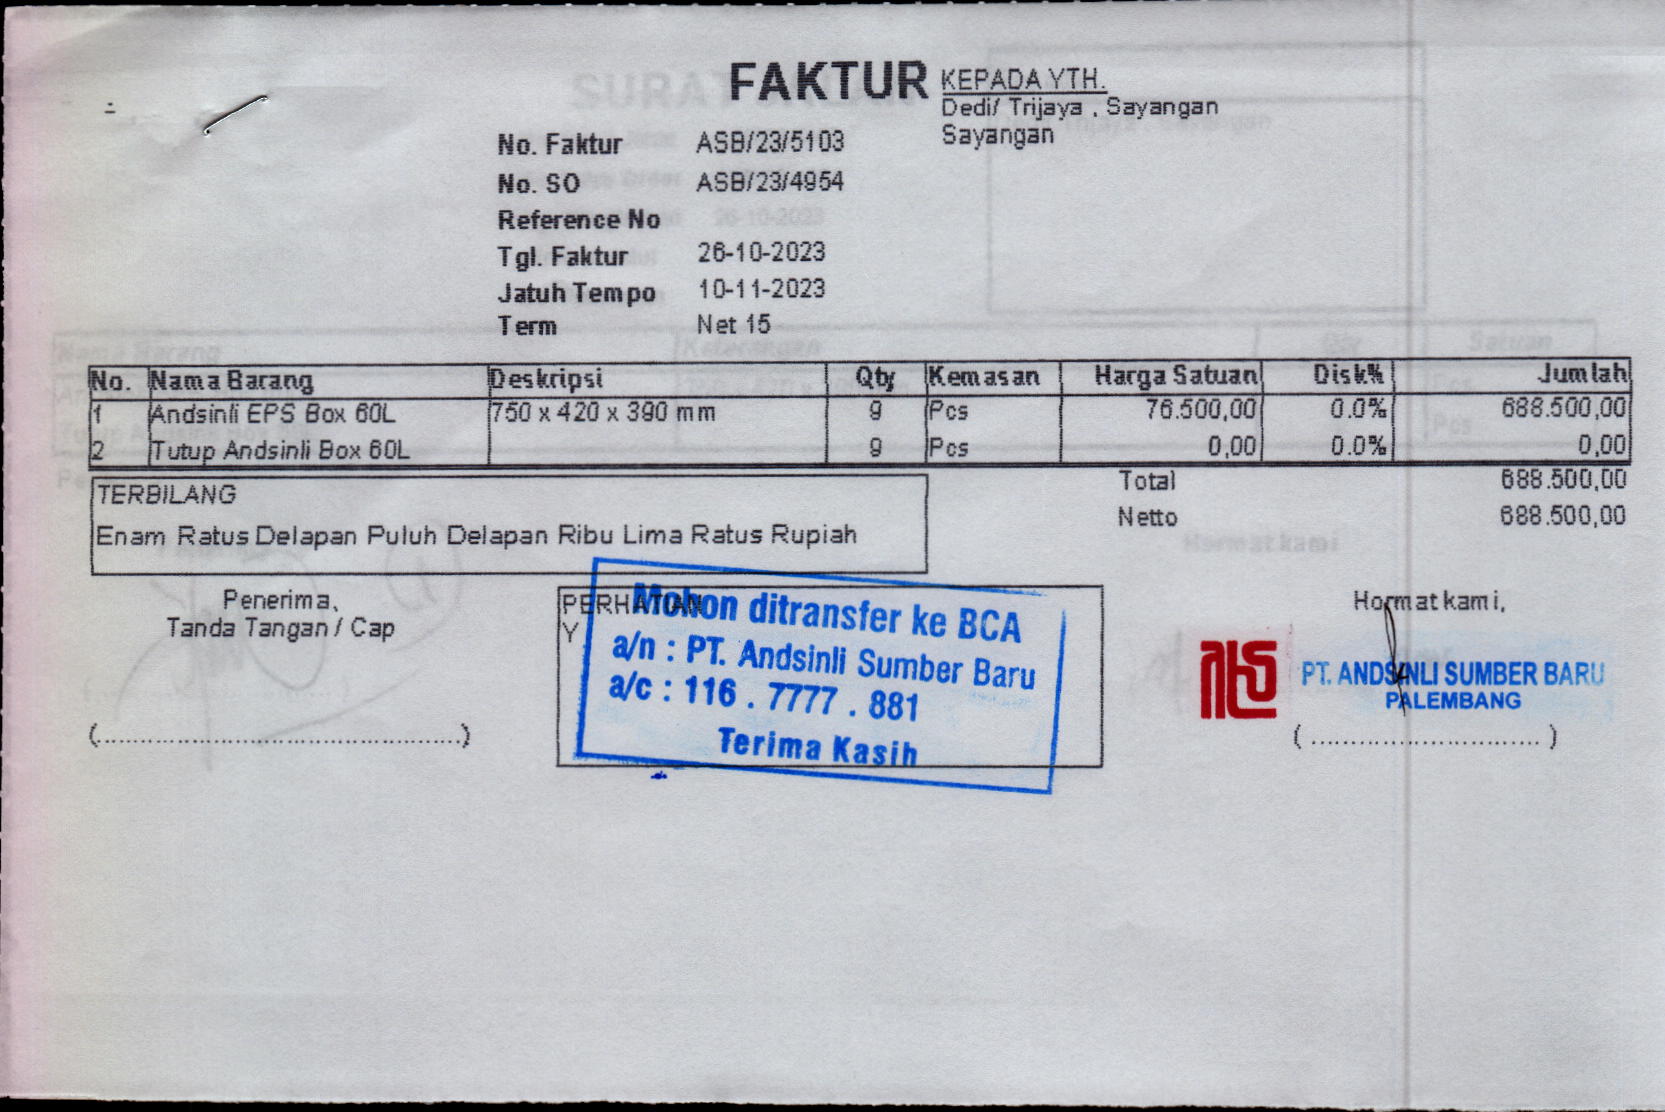 FAKTUR
KEPADA YTH.
Dedi/ Trijaya , Sayangan
Sayangan
No. Faktur ASB/23/5103
No. SO ASB/23/4954
Reference No
Tgl. Faktur 26-10-2023
Jatuh Tempo 10-11-2023
Term Net 15
No. Nama Barang Deskripsi Qty Kemasan Harga Satuan Disk% Jumlah
1 Andsinli EPS Box 60L 750 x 420 x 390 mm 9 Pcs 76.500,00 0.0% 688.500,00
2 Tutup Andsinli Box 60L 9 Pcs 0,00 0.0% 0,00
Total 688.500,00
Netto 688.500,00
TERBILANG
Enam Ratus Delapan Puluh Delapan Ribu Lima Ratus Rupiah
Penerima,
Tanda Tangan / Cap
(...............................................)
PERHATIAN
Y
Mohon ditransfer ke BCA
a/n : PT. Andsinli Sumber Baru
a/c : 116 . 7777 . 881
Terima Kasih
Hormat kami,
PT. ANDSINLI SUMBER BARU
PALEMBANG
( .............................. )